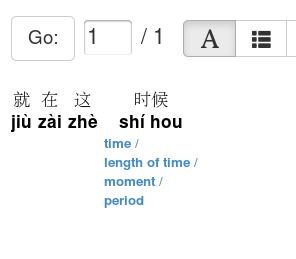 Go: 1 / 1 A
就 在 这 时候
jiù zài zhè shí hou
time /
length of time /
moment /
period